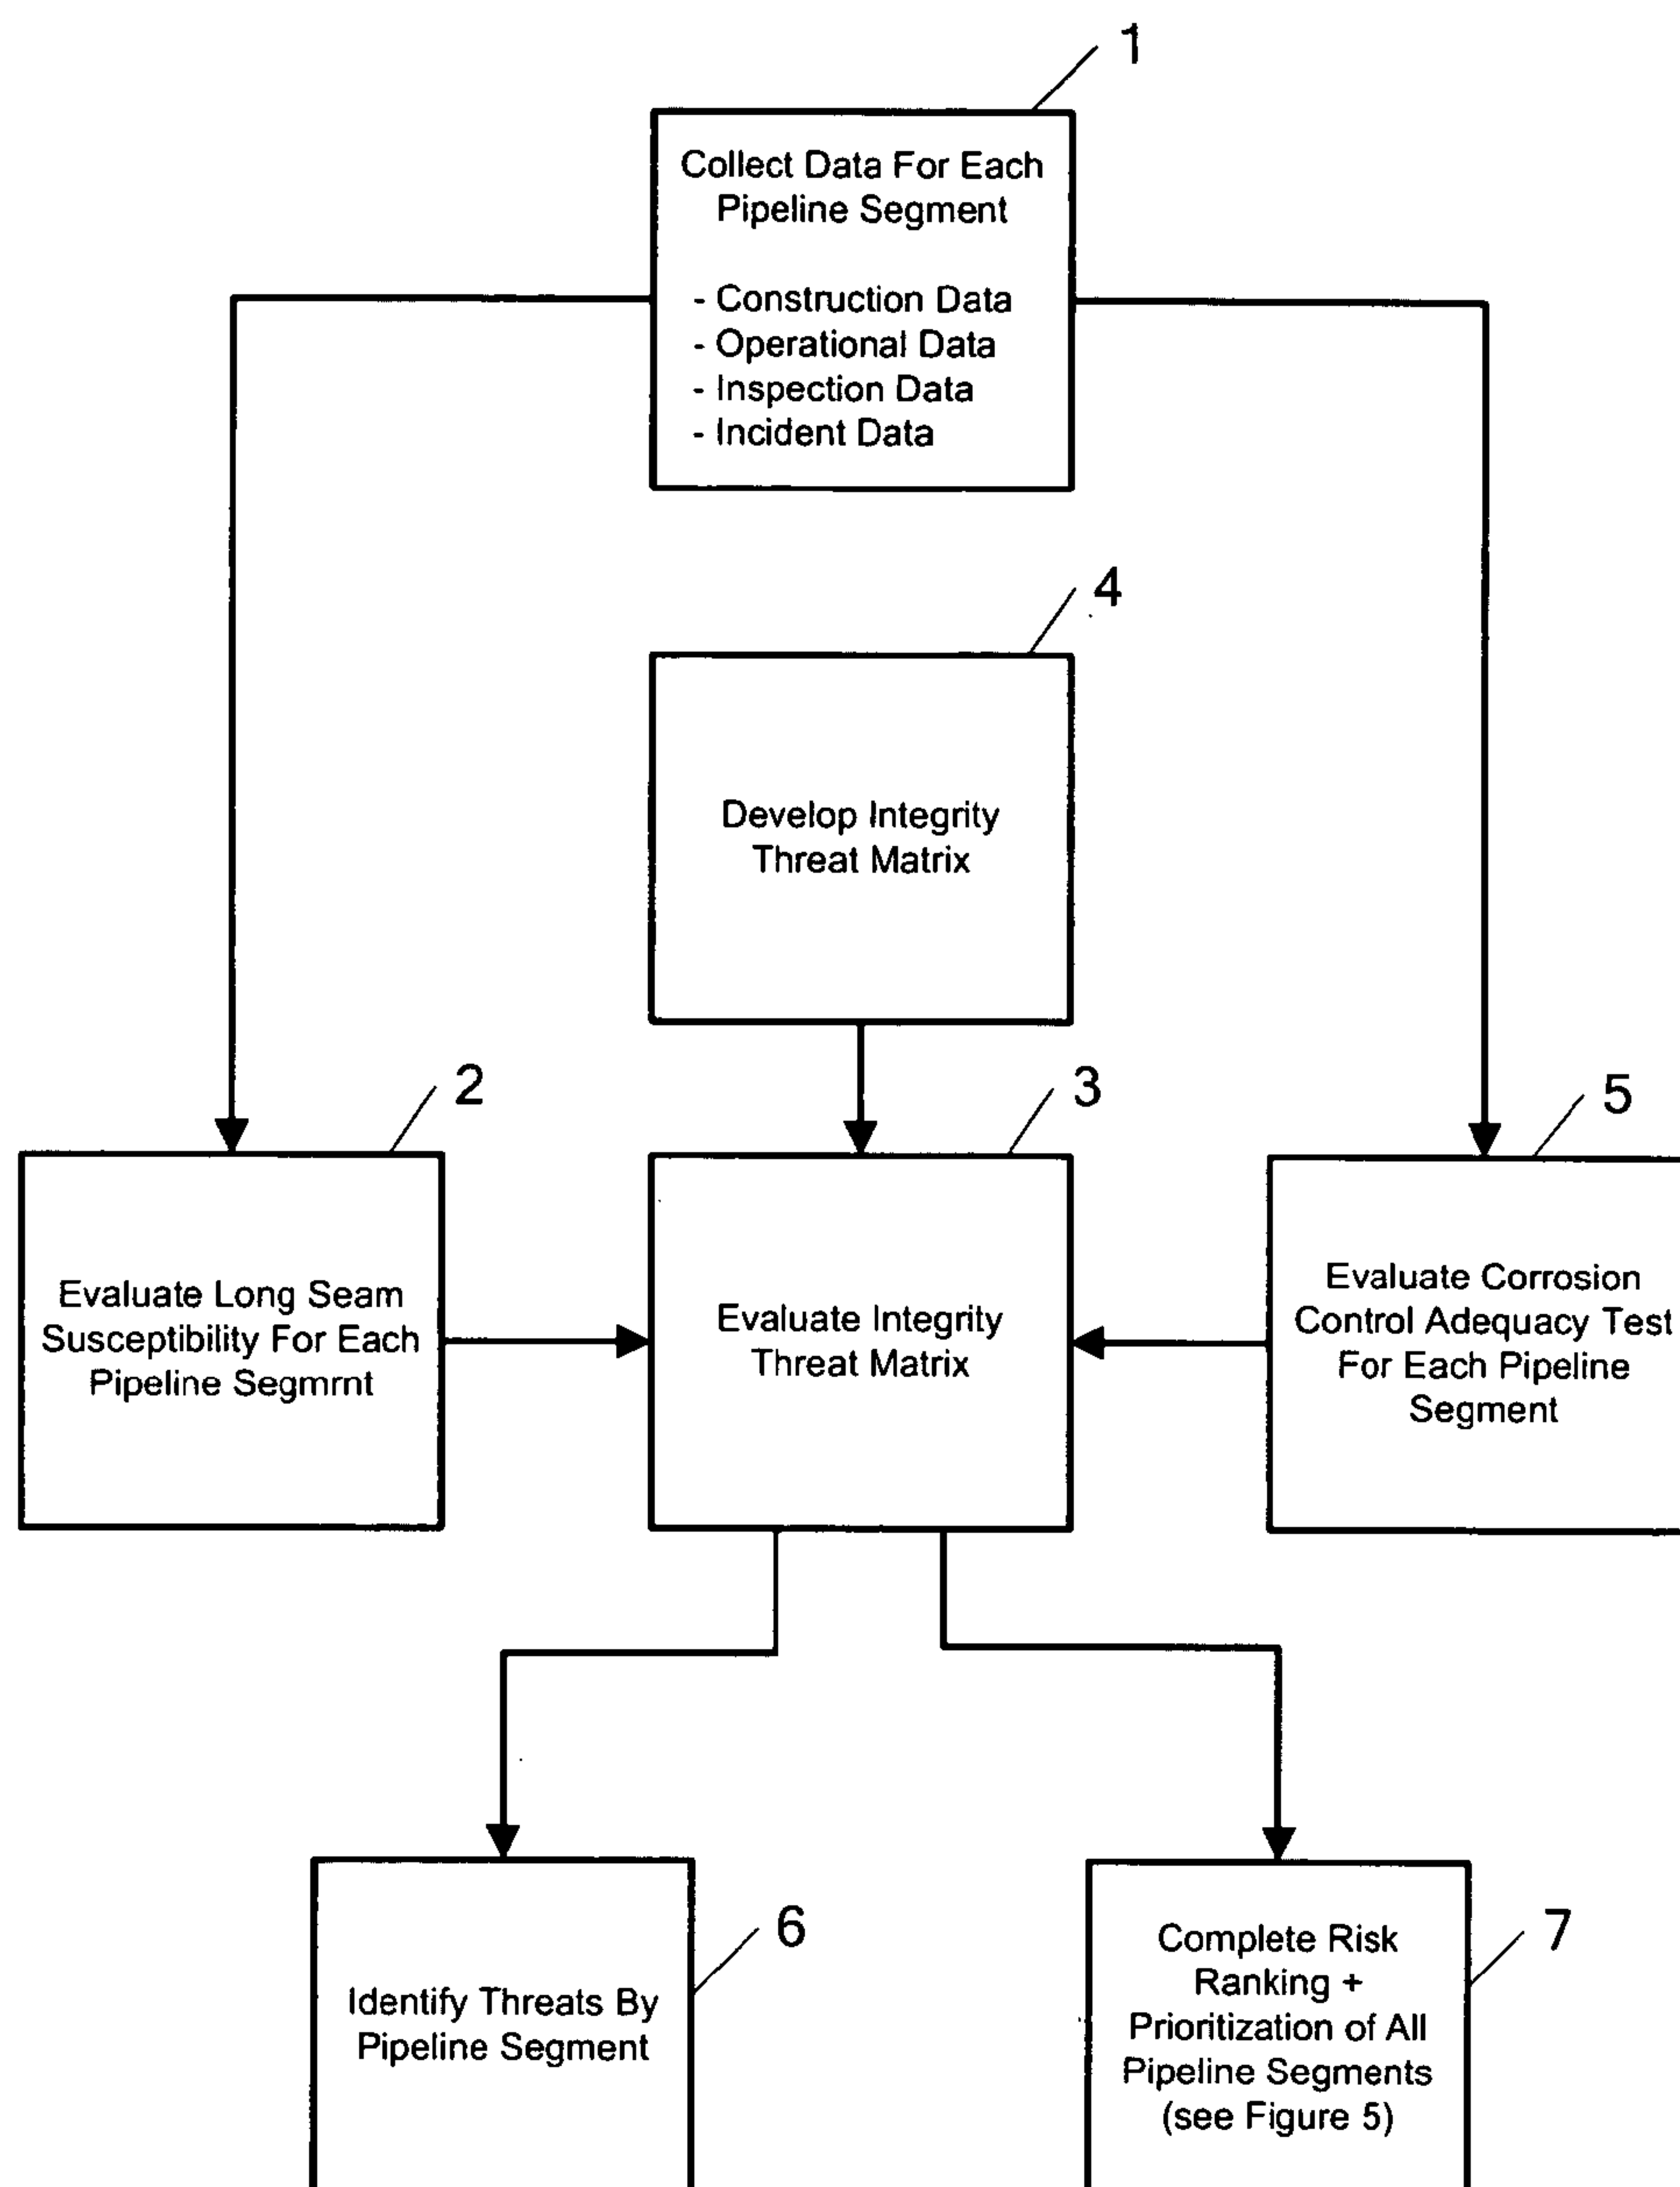 1
Collect Data For Each
Pipeline Segment
- Construction Data
- Operational Data
- Inspection Data
- Incident Data
4
Develop Integrity
Threat Matrix
2
Evaluate Long Seam
Susceptibility For Each
Pipeline Segmrnt
3
Evaluate Integrity
Threat Matrix
5
Evaluate Corrosion
Control Adequacy Test
For Each Pipeline
Segment
6
Identify Threats By
Pipeline Segment
7
Complete Risk
Ranking +
Prioritization of All
Pipeline Segments
(see Figure 5)